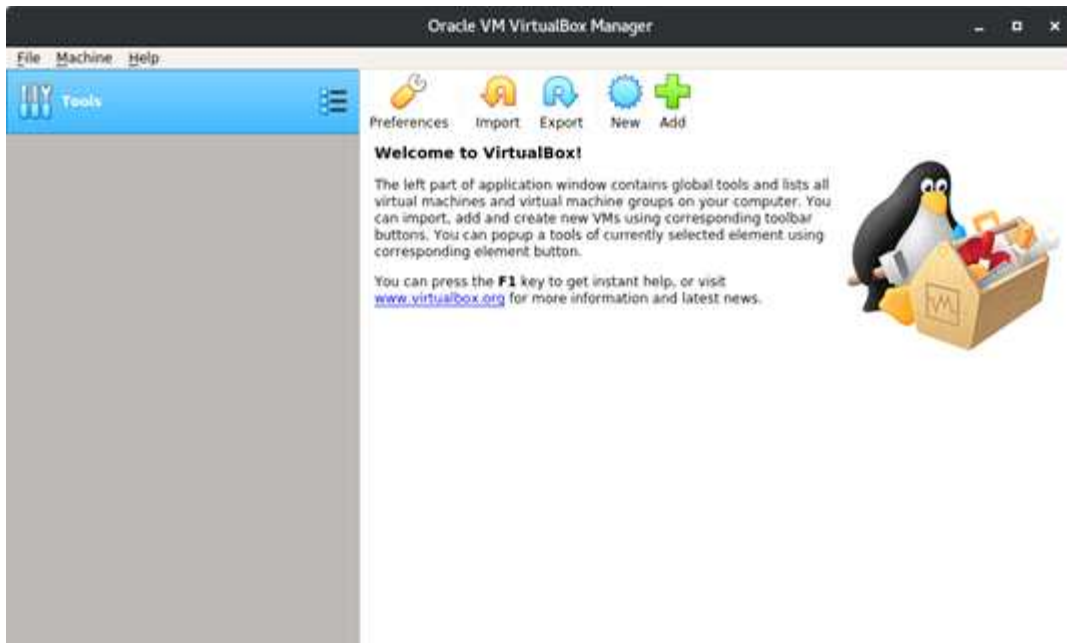 Oracle VM VirtualBox Manager
File Machine Help
Tools
Preferences Import Export New Add
Welcome to VirtualBox!
The left part of application window contains global tools and lists all
virtual machines and virtual machine groups on your computer. You
can import, add and create new VMs using corresponding toolbar
buttons. You can popup a tools of currently selected element using
corresponding element button.
You can press the F1 key to get instant help, or visit
www.virtualbox.org for more information and latest news.